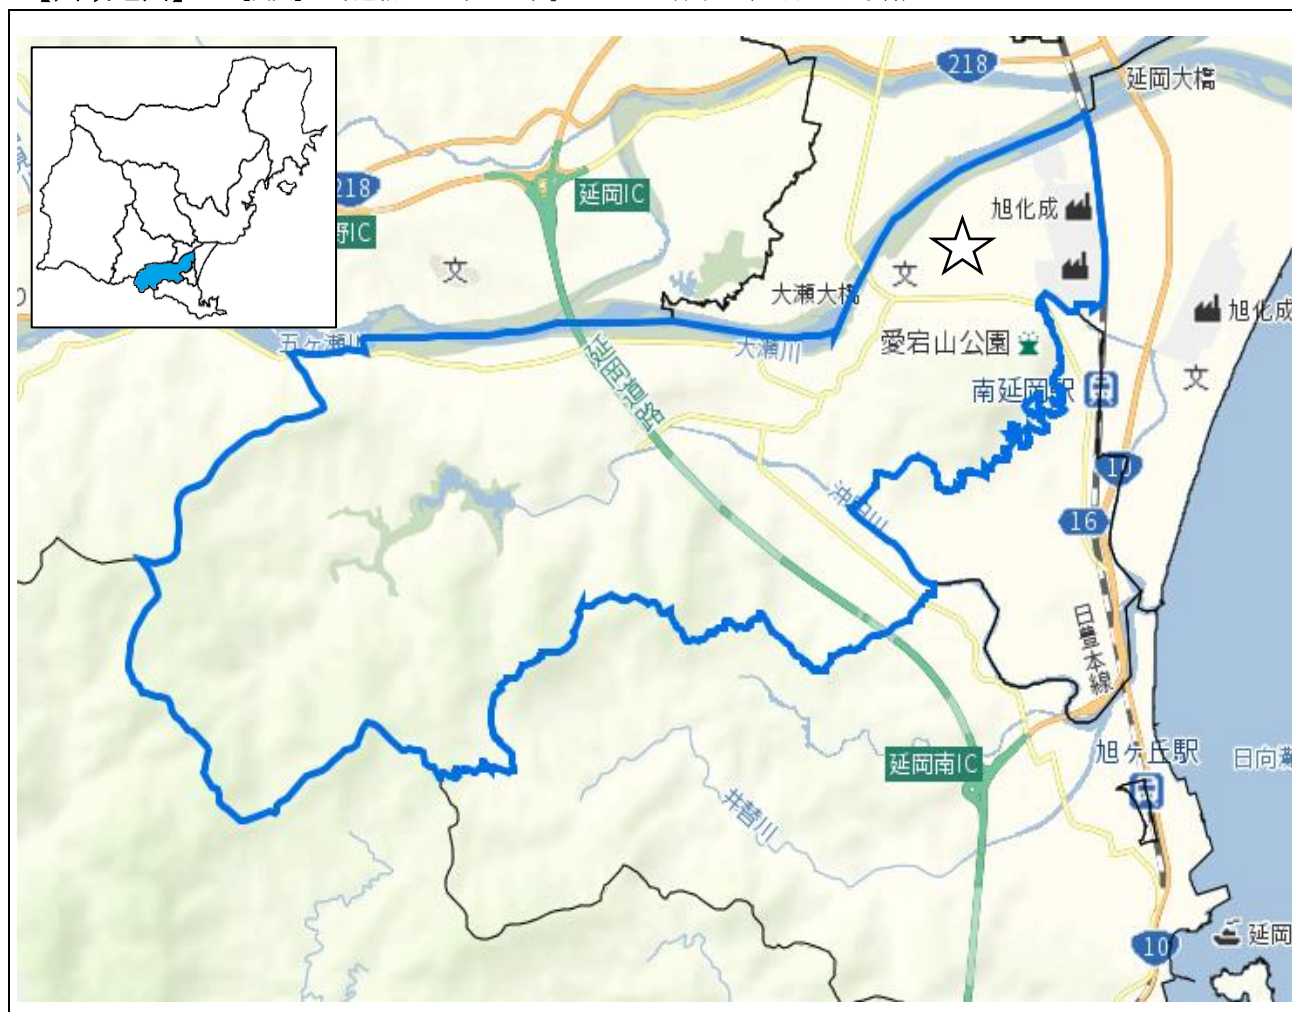 218
延岡大橋
延岡IC
218
野IC
旭化成
文
文
大瀬大橋
旭化成
五ヶ瀬川
大瀬川
延岡道路
愛宕山公園
文
南延岡駅
沖田川
16
日豊本線
延岡南IC
旭ヶ丘駅
日向灘
井替川
10
延岡